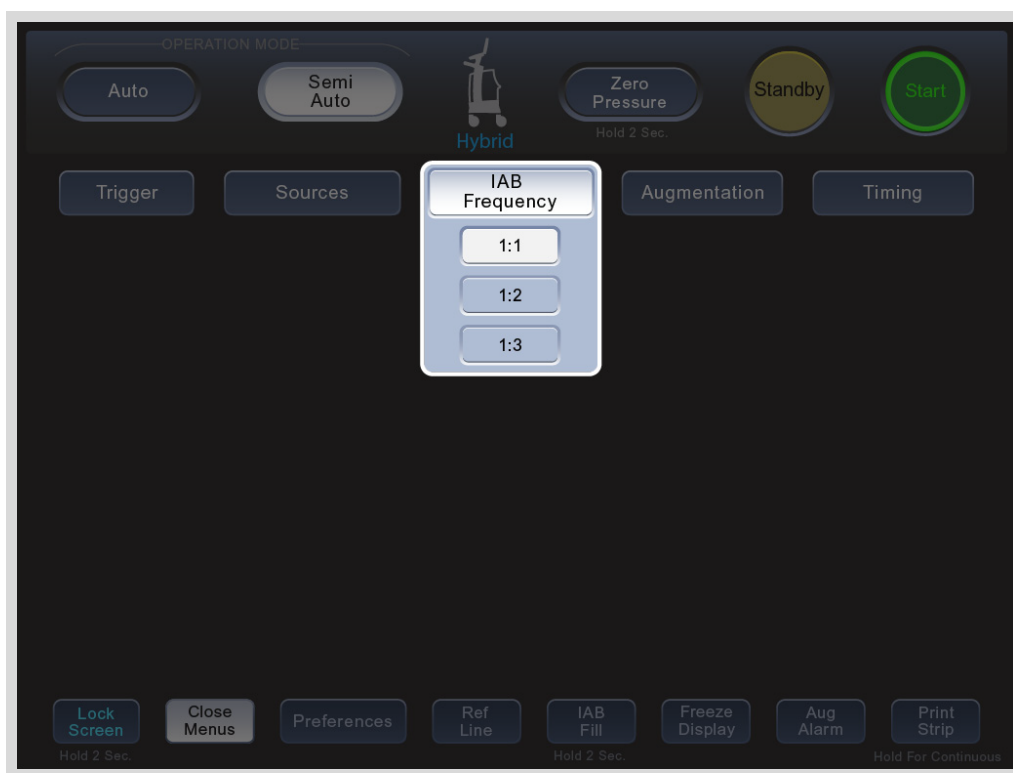 OPERATION MODE
Auto
Semi
Auto
Hybrid
Zero
Pressure
Hold 2 Sec.
Standby
Start
Trigger
Sources
IAB
Frequency
Augmentation
Timing
1:1
1:2
1:3
Lock
Screen
Hold 2 Sec.
Close
Menus
Preferences
Ref
Line
IAB
Fill
Hold 2 Sec.
Freeze
Display
Aug
Alarm
Print
Strip
Hold For Continuous